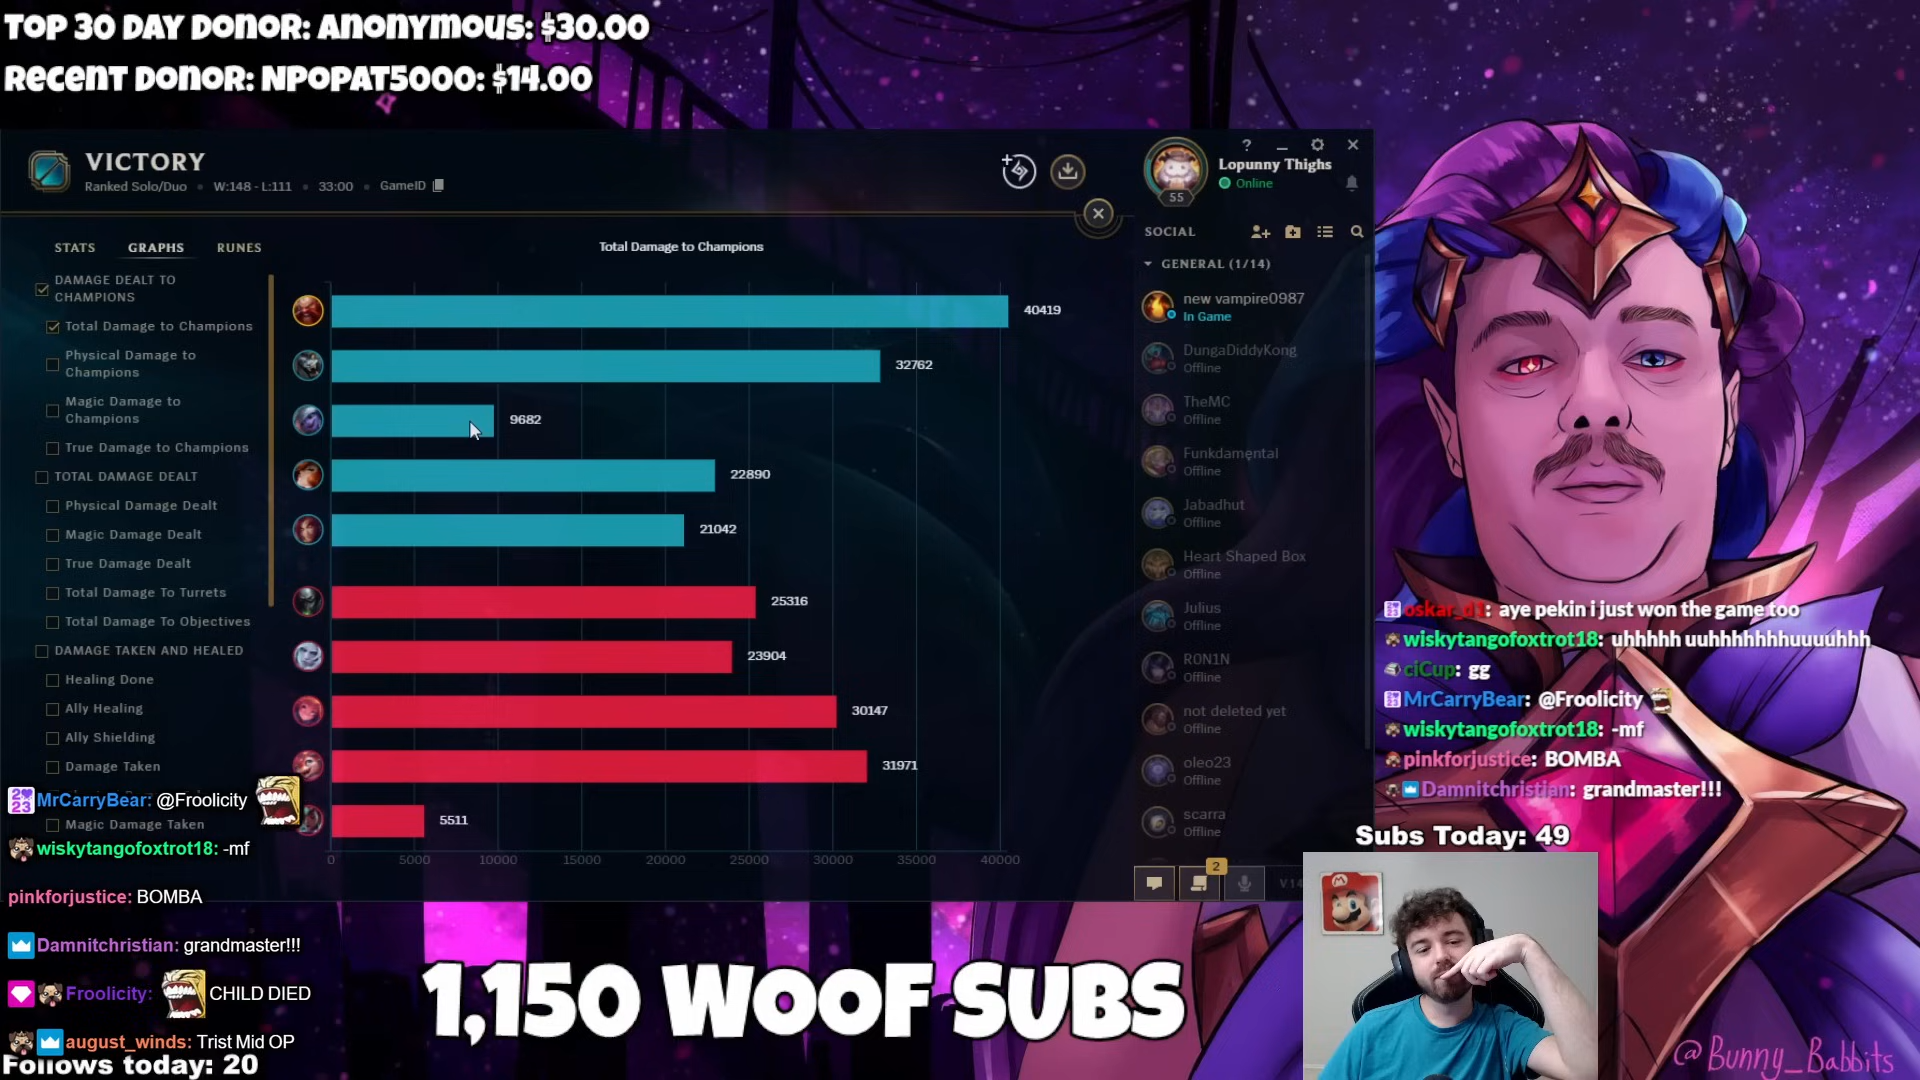 Top 30 Day Donor: Anonymous: $30.00
Recent Donor: NPOPAT5000: $14.00
VICTORY
Ranked Solo/Duo • W:148 - L:111 • 33:00 • GameID
Lopunny Thighs
Online
55
STATS
GRAPHS
RUNES
Total Damage to Champions
SOCIAL
GENERAL (1/14)
DAMAGE DEALT TO
CHAMPIONS
Total Damage to Champions
Physical Damage to
Champions
Magic Damage to
Champions
True Damage to Champions
TOTAL DAMAGE DEALT
Physical Damage Dealt
Magic Damage Dealt
True Damage Dealt
Total Damage To Turrets
Total Damage To Objectives
DAMAGE TAKEN AND HEALED
Healing Done
Ally Healing
Ally Shielding
Damage Taken
Magic Damage Taken
40419
32762
9682
22890
21042
25316
23904
30147
31971
5511
0
5000
10000
15000
20000
25000
30000
35000
40000
new vampire0987
In Game
DungaDiddyKong
Offline
TheMC
Offline
Funkdamental
Offline
Jabadhut
Offline
Heart Shaped Box
Offline
Julius
Offline
R0N1N
Offline
not deleted yet
Offline
oleo23
Offline
scarra
Offline
2
V14
oskar_d1: aye pekin i just won the game too
wiskytangofoxtrot18: uhhhhh uuhhhhhhhuuuuhhh
ciCup: gg
MrCarryBear: @Froolicity
wiskytangofoxtrot18: -mf
pinkforjustice: BOMBA
Damnitchristian: grandmaster!!!
Subs Today: 49
MrCarryBear: @Froolicity
wiskytangofoxtrot18: -mf
pinkforjustice: BOMBA
Damnitchristian: grandmaster!!!
Froolicity: CHILD DIED
august_winds: Trist Mid OP
Follows today: 20
1,150 WOOF SUBS
@Bunny_Babbits